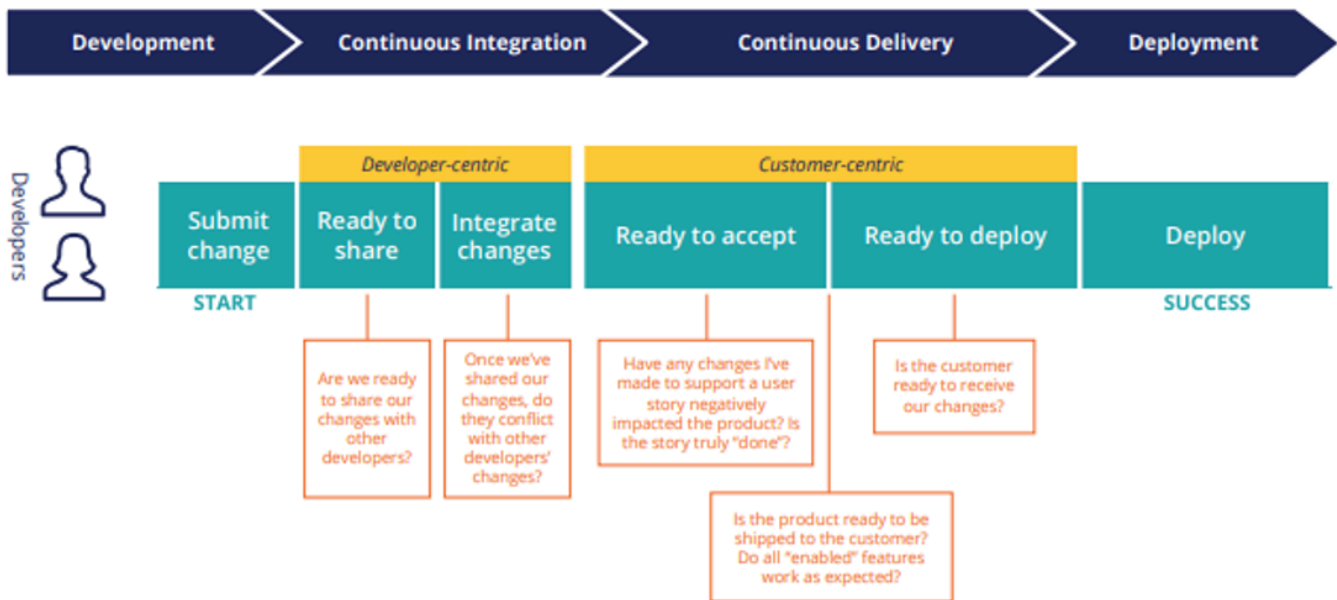 Development
Continuous Integration
Continuous Delivery
Deployment
Developers
Developer-centric
Customer-centric
Submit
change
Ready to
share
Integrate
changes
Ready to accept
Ready to deploy
Deploy
START
SUCCESS
Are we ready
to share our
changes with
other
developers?
Once we've
shared our
changes, do
they conflict
with other
developers'
changes?
Have any changes I've
made to support a user
story negatively
impacted the product? Is
the story truly "done"?
Is the customer
ready to receive
our changes?
Is the product ready to be
shipped to the customer?
Do all "enabled" features
work as expected?